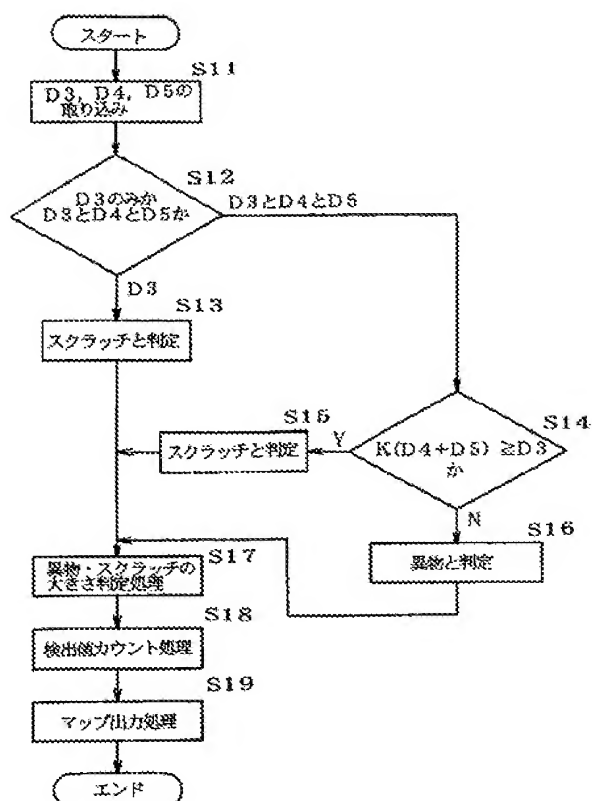 スタート
S11
D3, D4, D5の
取り込み
S12
D3のみか
D3とD4とD5か
D3とD4とD5
D3
S13
スクラッチと判定
S14
K(D4+D5) ≧D3
か
Y
S15
スクラッチと判定
N
S16
異物と判定
S17
異物・スクラッチの
大きさ判定処理
S18
検出値カウント処理
S19
マップ出力処理
エンド